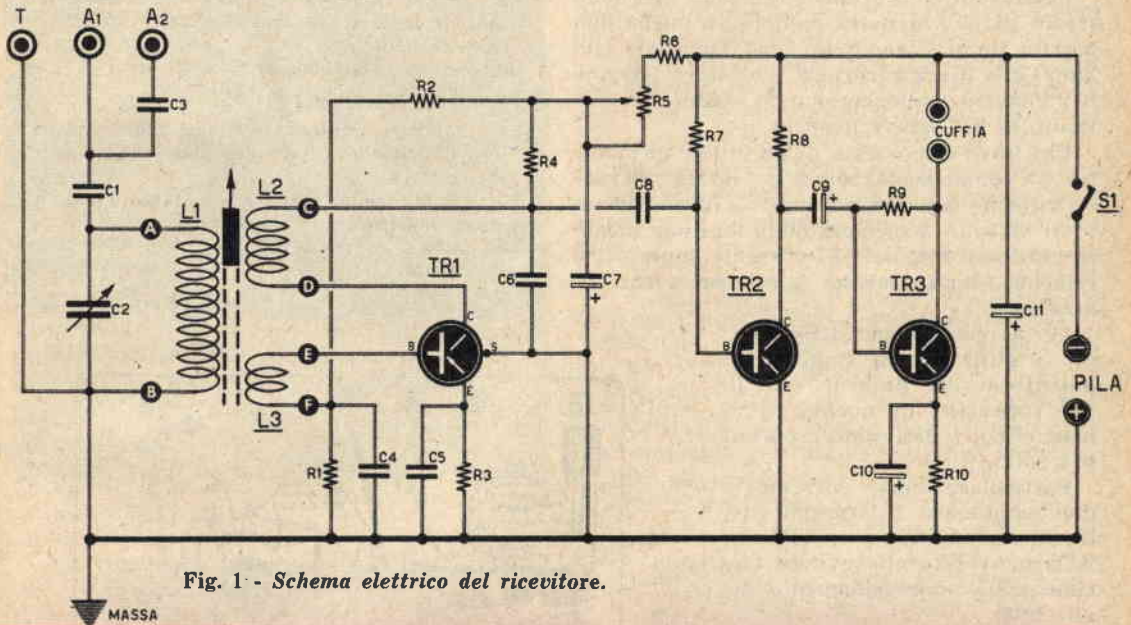 T A1 A2
C3
C1
A L1
C2
B
L2
C
D
E
F
L3
R2
R4
R5
R6
TR1
C
B S
E
C6
C7
+
R1
C4
C5
R3
C8
R7
R8
C9
+
R9
CUFFIA
S1
TR2
B
C
E
TR3
B
C
E
C10
+
R10
C11
+
−
PILA
+
Fig. 1 - Schema elettrico del ricevitore.
MASSA